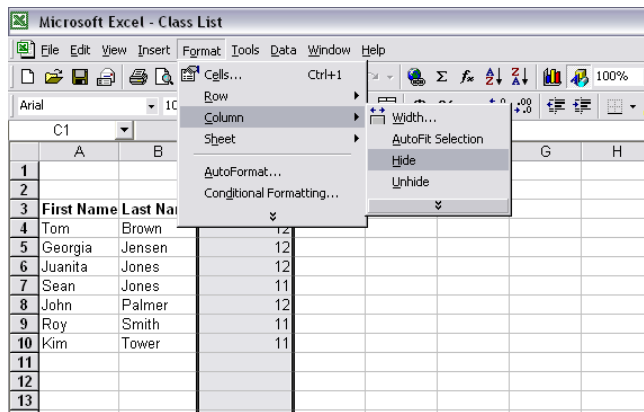 Microsoft Excel - Class List
File Edit View Insert Format Tools Data Window Help
100%
Arial 10
Cells... Ctrl+1
Row
Column
Sheet
AutoFormat...
Conditional Formatting...
Width...
AutoFit Selection
Hide
Unhide
C1
A B G H
1
2
3 First Name Last Nar
4 Tom Brown 12
5 Georgia Jensen 12
6 Juanita Jones 12
7 Sean Jones 11
8 John Palmer 12
9 Roy Smith 11
10 Kim Tower 11
11
12
13